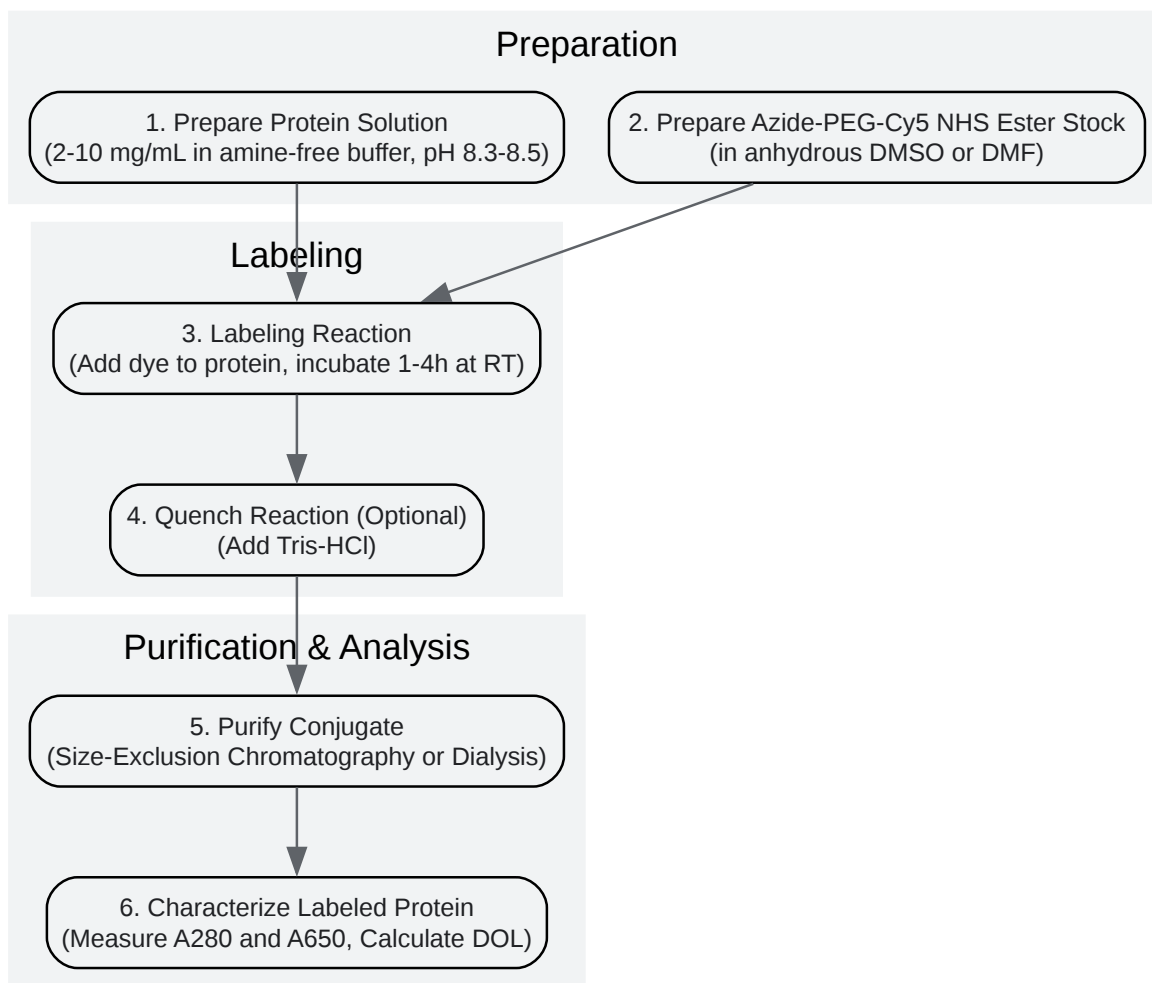 Preparation
1. Prepare Protein Solution
(2-10 mg/mL in amine-free buffer, pH 8.3-8.5)
2. Prepare Azide-PEG-Cy5 NHS Ester Stock
(in anhydrous DMSO or DMF)
Labeling
3. Labeling Reaction
(Add dye to protein, incubate 1-4h at RT)
4. Quench Reaction (Optional)
(Add Tris-HCl)
Purification & Analysis
5. Purify Conjugate
(Size-Exclusion Chromatography or Dialysis)
6. Characterize Labeled Protein
(Measure A280 and A650, Calculate DOL)